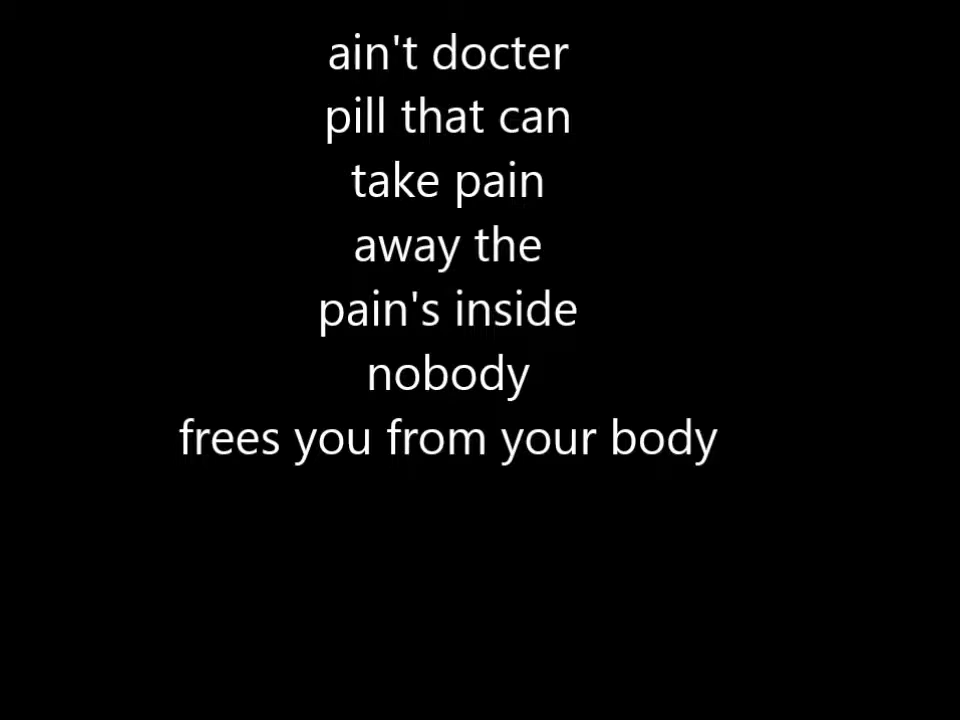 ain't docter
pill that can
take pain
away the
pain's inside
nobody
frees you from your body